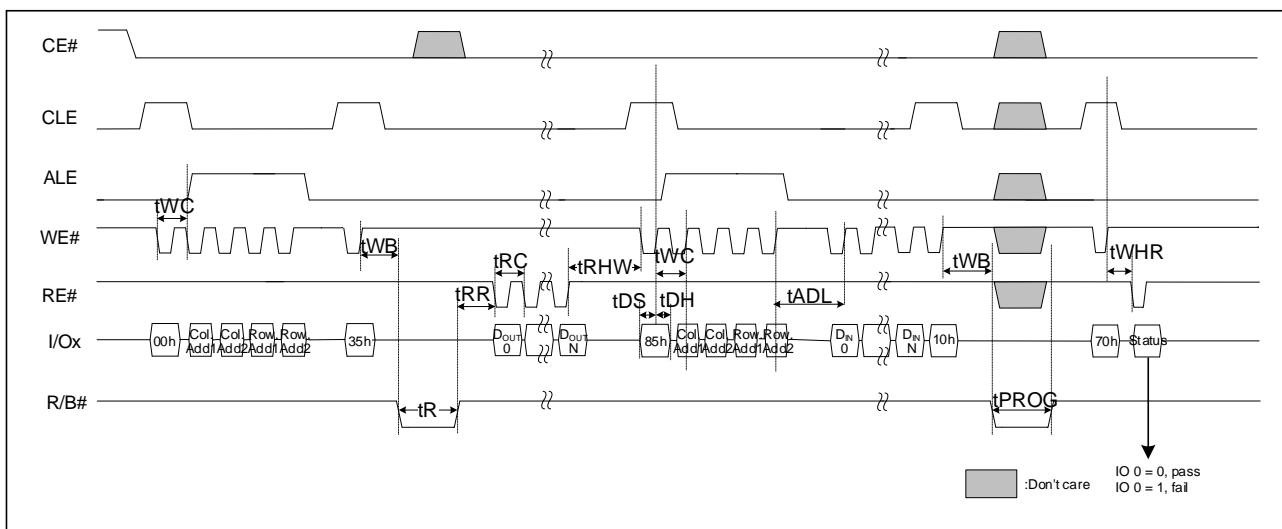 CE#
CLE
ALE
tWC
WE#
tWB
tRC
tRHW
tWC
tWB
tWHR
RE#
tRR
tDS
tDH
tADL
I/Ox
00h
Col. Add1
Col. Add2
Row. Add1
Row. Add2
35h
DOUT 0
DOUT N
85h
Col. Add1
Col. Add2
Row. Add1
Row. Add2
DIN 0
DIN N
10h
70h
Status
R/B#
tR
tPROG
:Don't care
IO 0 = 0, pass
IO 0 = 1, fail